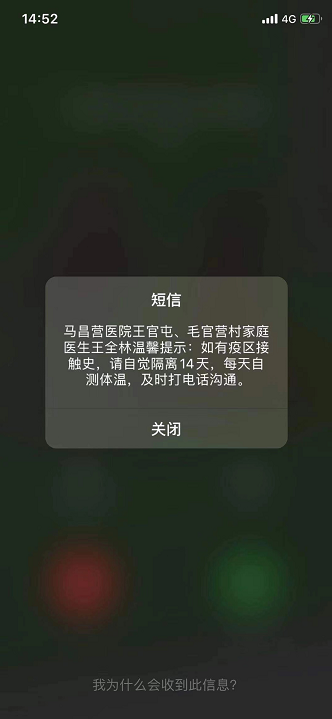 14:52
4G
短信
马昌营医院王官屯、毛官营村家庭
医生王全林温馨提示：如有疫区接
触史，请自觉隔离14天，每天自
测体温，及时打电话沟通。
关闭
我为什么会收到此信息?